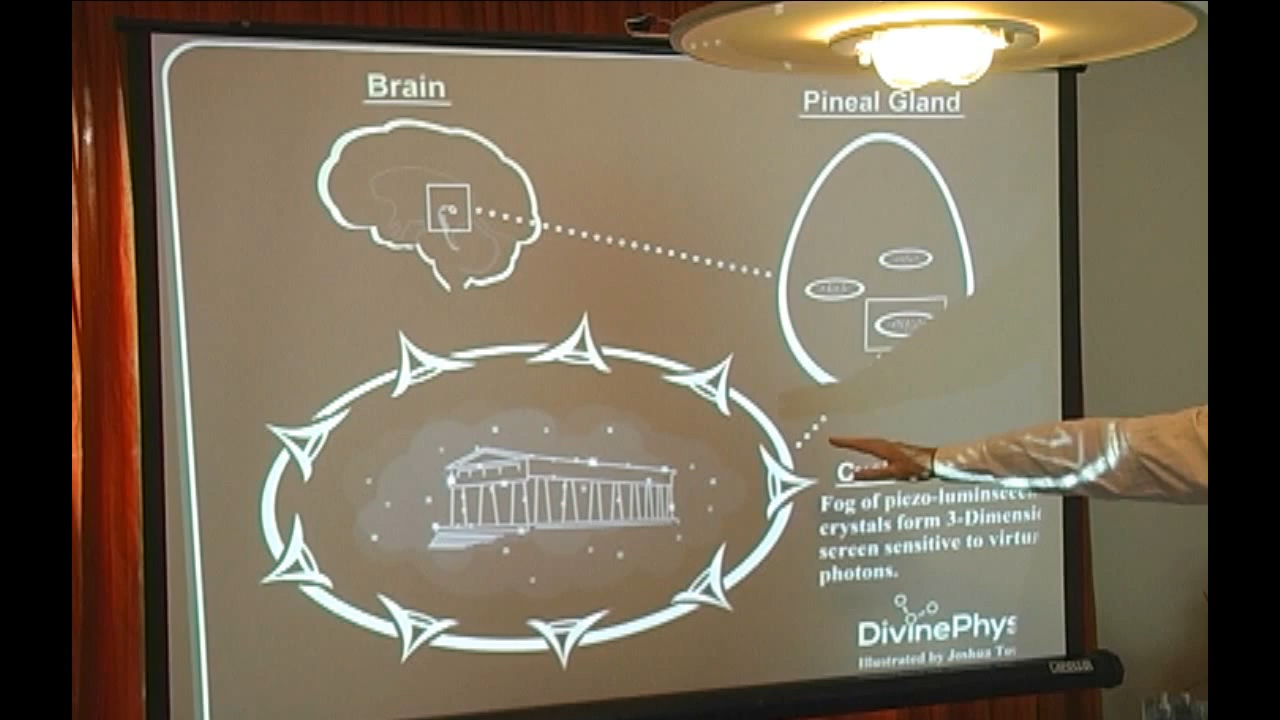 Brain
Pineal Gland
Fog of piezo-luminscec
crystals form 3-Dimensi
screen sensitive to virtu
photons.
DivinePhys
Illustrated by Joshua